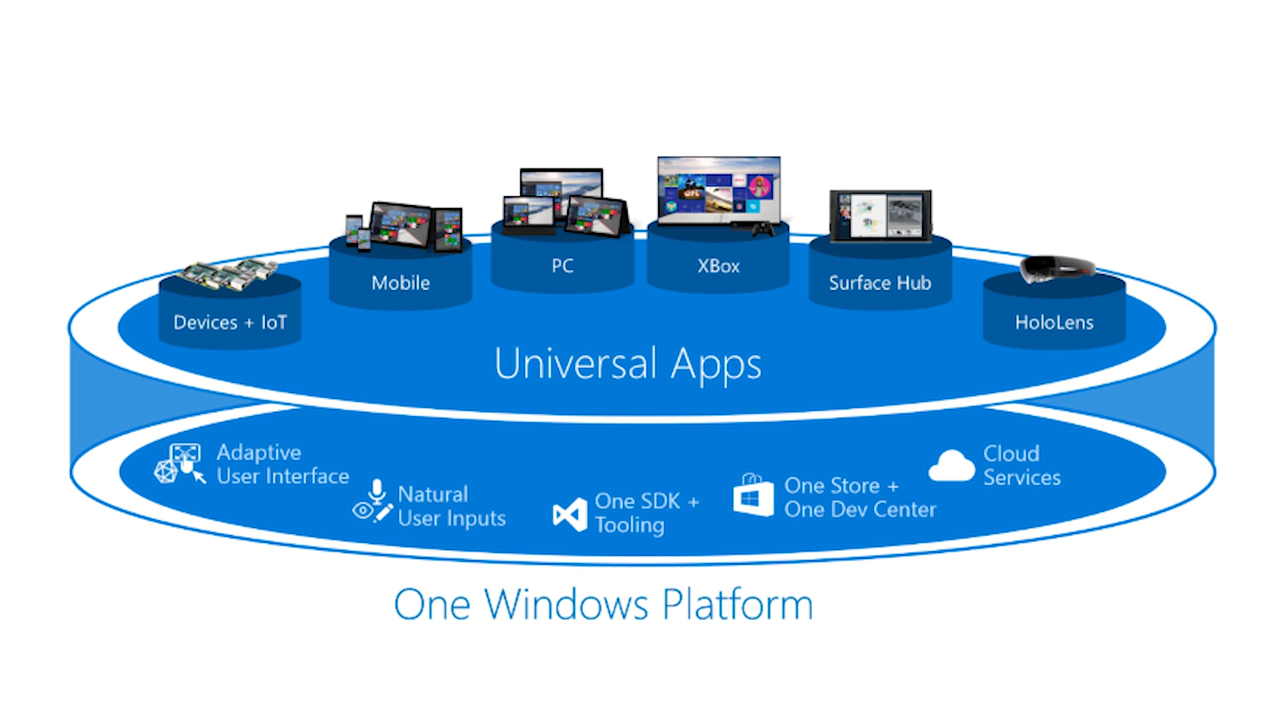 PC
XBox
Mobile
Surface Hub
Devices + IoT
HoloLens
Universal Apps
Adaptive
User Interface
Natural
User Inputs
One SDK +
Tooling
One Store +
One Dev Center
Cloud
Services
One Windows Platform